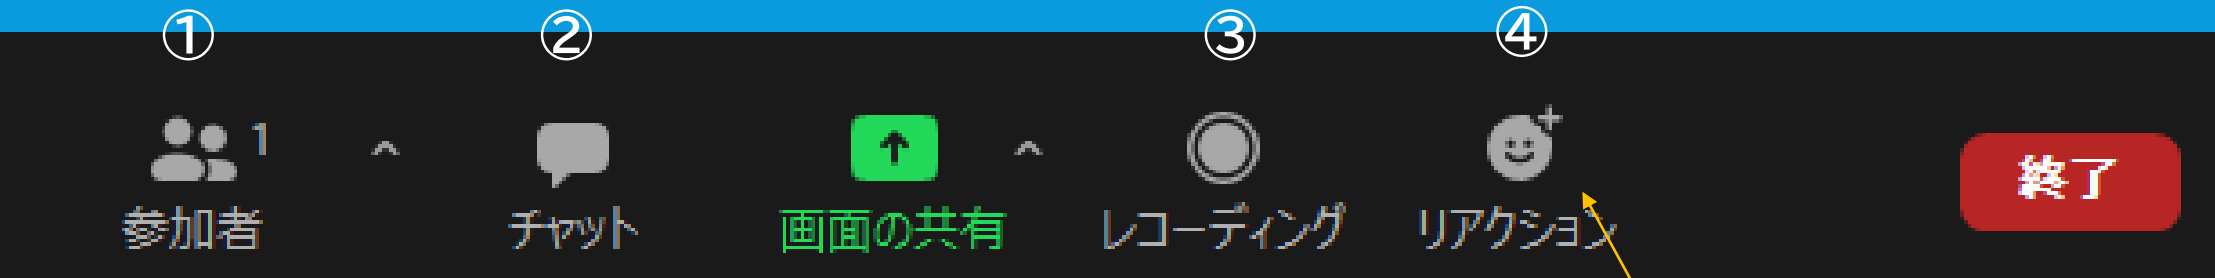 ① ② ③ ④
1
参加者 チャット 画面の共有 レコーディング リアクション 終了